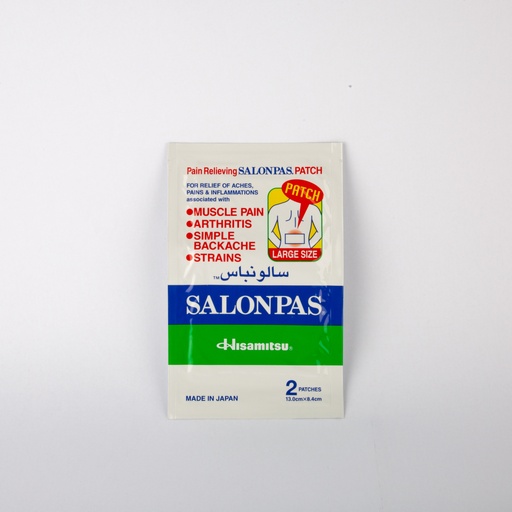 Pain Relieving SALONPAS® PATCH
FOR RELIEF OF ACHES,
PAINS & INFLAMMATIONS
associated with
●MUSCLE PAIN
●ARTHRITIS
●SIMPLE
BACKACHE
●STRAINS
PATCH
LARGE SIZE
سالونباس™
SALONPAS
Hisamitsu®
MADE IN JAPAN
2 PATCHES
13.0cm×8.4cm